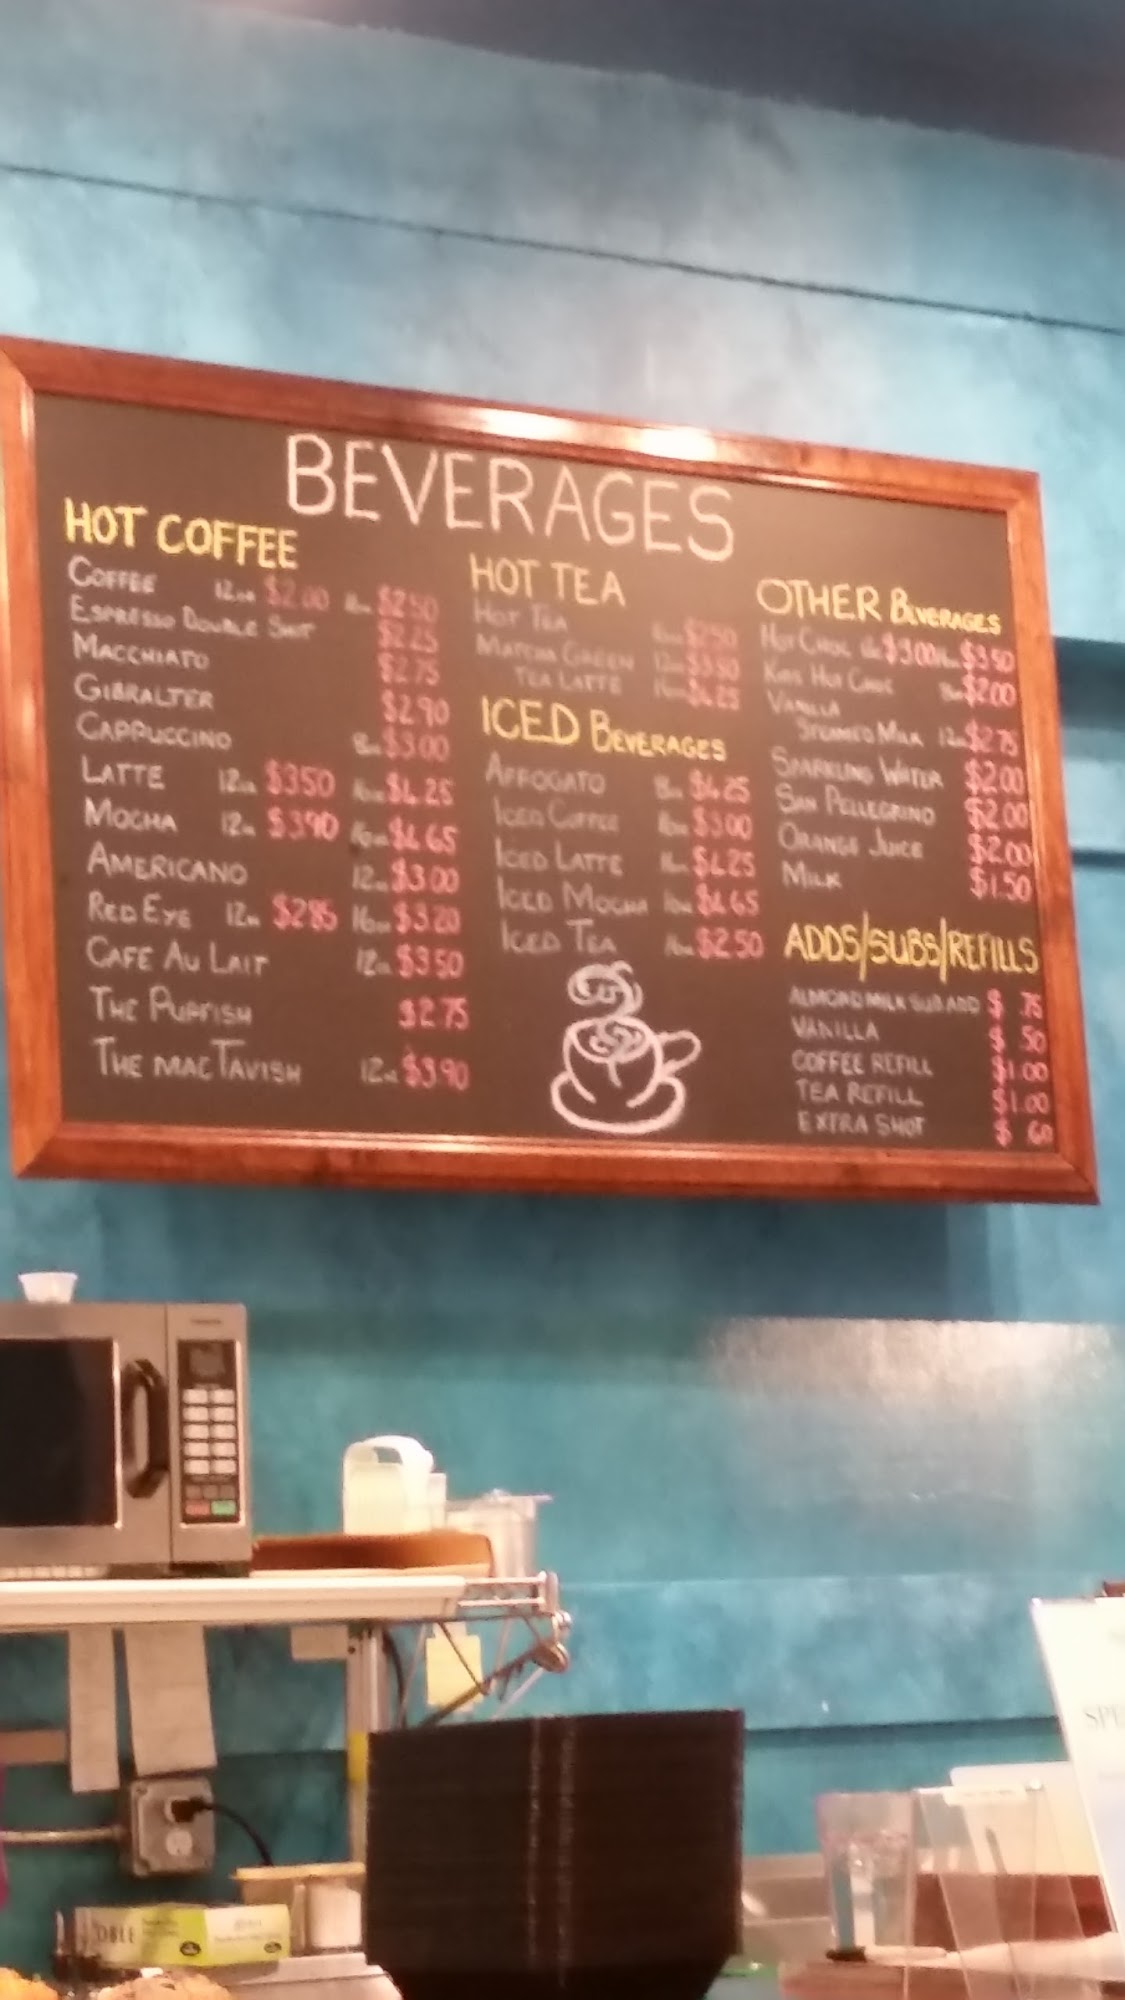 BEVERAGES
HOT COFFEE
COFFEE 12oz $2.00 $2.50
ESPRESSO DOUBLE SHOT $2.25
MACCHIATO $2.75
GIBRALTER $2.90
CAPPUCCINO 8oz $3.00
LATTE 12oz $3.50 16oz $4.25
MOCHA 12oz $3.90 16oz $4.65
AMERICANO 12oz $3.00
RED EYE 12oz $2.85 16oz $3.20
CAFE AU LAIT 12oz $3.50
THE PUPFISH $2.75
THE MACTAVISH 12oz $3.90
HOT TEA
HOT TEA $2.50
MATCHA GREEN 12oz $3.50
TEA LATTE 16oz $4.25
ICED BEVERAGES
AFFOGATO 8oz $4.25
ICED COFFEE 16oz $3.00
ICED LATTE 16oz $4.25
ICED MOCHA 16oz $4.65
ICED TEA 16oz $2.50
OTHER BEVERAGES
HOT CHOC $3.00 $3.50
KIDS HOT CHOC 8oz $2.00
VANILLA
STEAMED MILK 12oz $2.75
SPARKLING WATER $2.00
SAN PELLEGRINO $2.00
ORANGE JUICE $2.00
MILK $1.50
ADDS/SUBS/REFILLS
ALMOND MILK SUB ADD $ .75
VANILLA $ .50
COFFEE REFILL $1.00
TEA REFILL $1.00
EXTRA SHOT $ .60